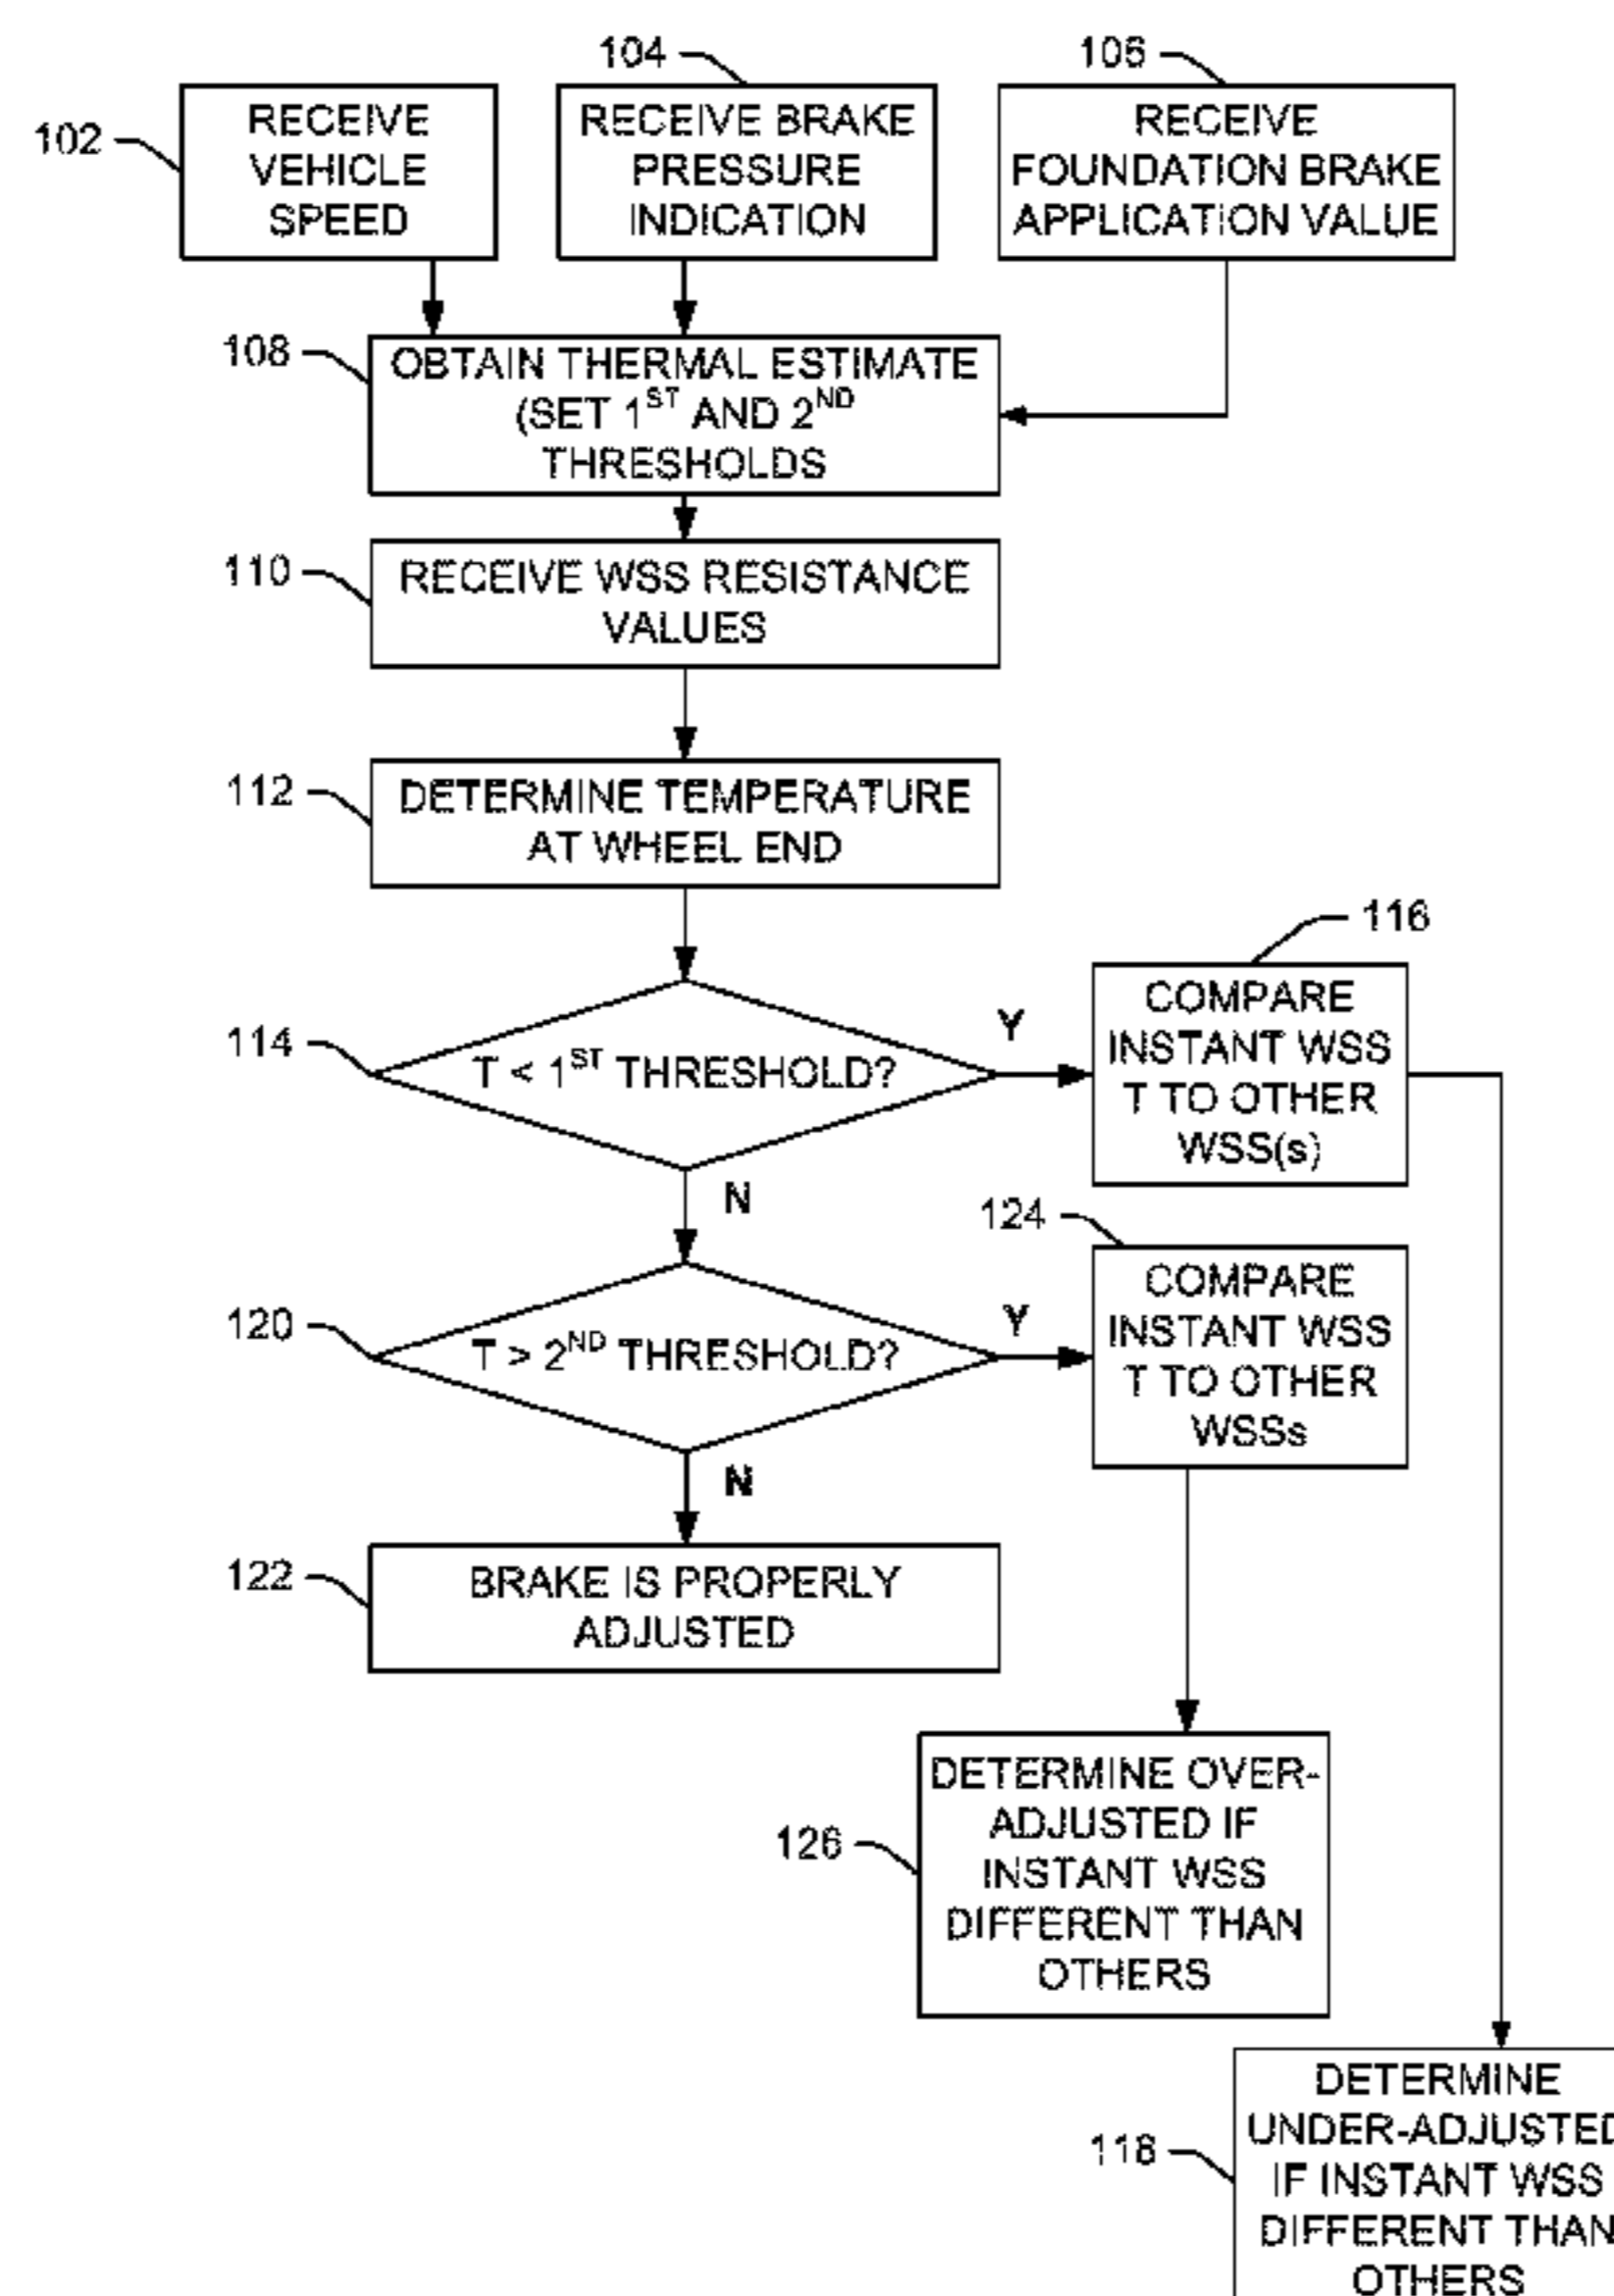 104
106
102
RECEIVE
VEHICLE
SPEED
RECEIVE BRAKE
PRESSURE
INDICATION
RECEIVE
FOUNDATION BRAKE
APPLICATION VALUE
108
OBTAIN THERMAL ESTIMATE
(SET 1ST AND 2ND
THRESHOLDS
110
RECEIVE WSS RESISTANCE
VALUES
112
DETERMINE TEMPERATURE
AT WHEEL END
116
114
T < 1ST THRESHOLD?
Y
N
COMPARE
INSTANT WSS
T TO OTHER
WSS(s)
124
120
T > 2ND THRESHOLD?
Y
N
COMPARE
INSTANT WSS
T TO OTHER
WSSs
122
BRAKE IS PROPERLY
ADJUSTED
126
DETERMINE OVER-
ADJUSTED IF
INSTANT WSS
DIFFERENT THAN
OTHERS
118
DETERMINE
UNDER-ADJUSTED
IF INSTANT WSS
DIFFERENT THAN
OTHERS